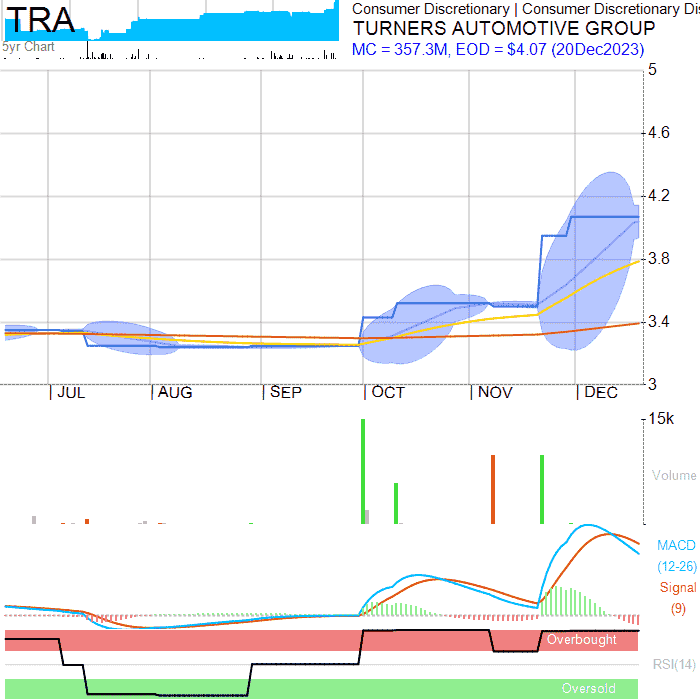 TRA
5yr Chart
Consumer Discretionary | Consumer Discretionary Dis
TURNERS AUTOMOTIVE GROUP
MC = 357.3M, EOD = $4.07 (20Dec2023)
5
4.6
4.2
3.8
3.4
3
JUL AUG SEP OCT NOV DEC
15k
Volume
MACD
(12-26)
Signal
(9)
Overbought
RSI(14)
Oversold